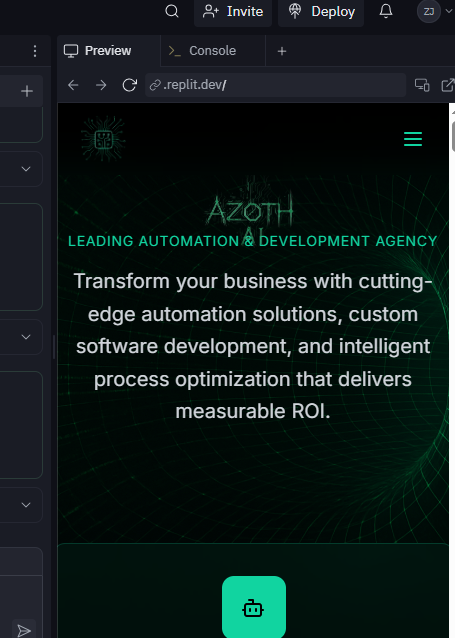 Invite
Deploy
ZJ
Preview
Console
.replit.dev/
AZOTH
AI
LEADING AUTOMATION & DEVELOPMENT AGENCY
Transform your business with cutting-
edge automation solutions, custom
software development, and intelligent
process optimization that delivers
measurable ROI.